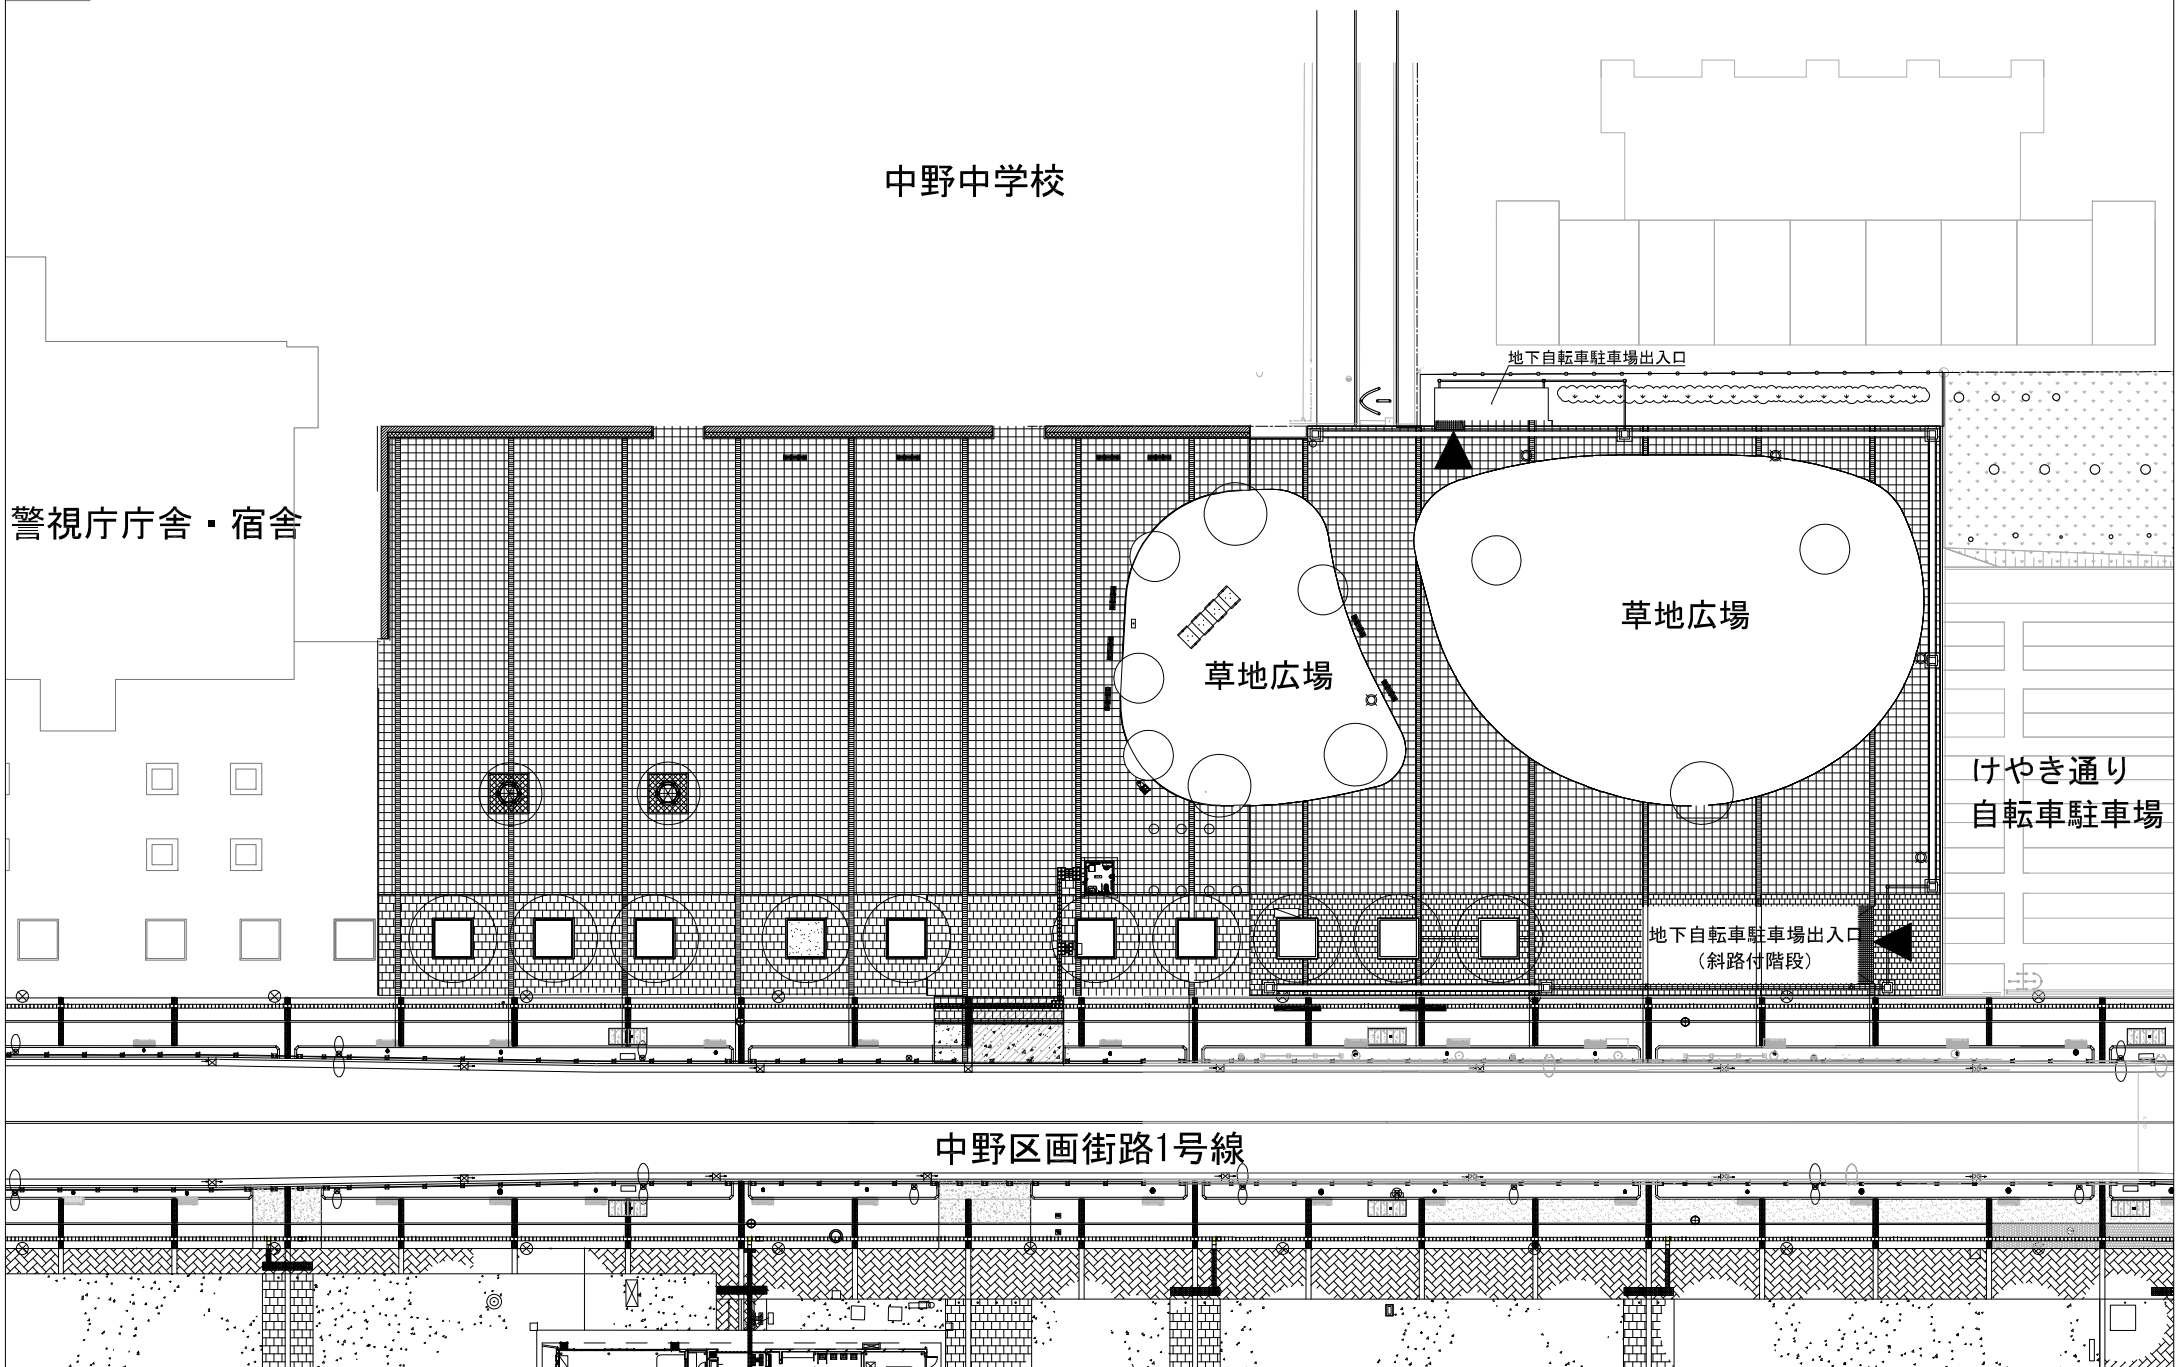 中野中学校
地下自転車駐車場出入口
警視庁庁舎・宿舎
草地広場
草地広場
けやき通り
自転車駐車場
地下自転車駐車場出入口
(斜路付階段)
中野区画街路1号線